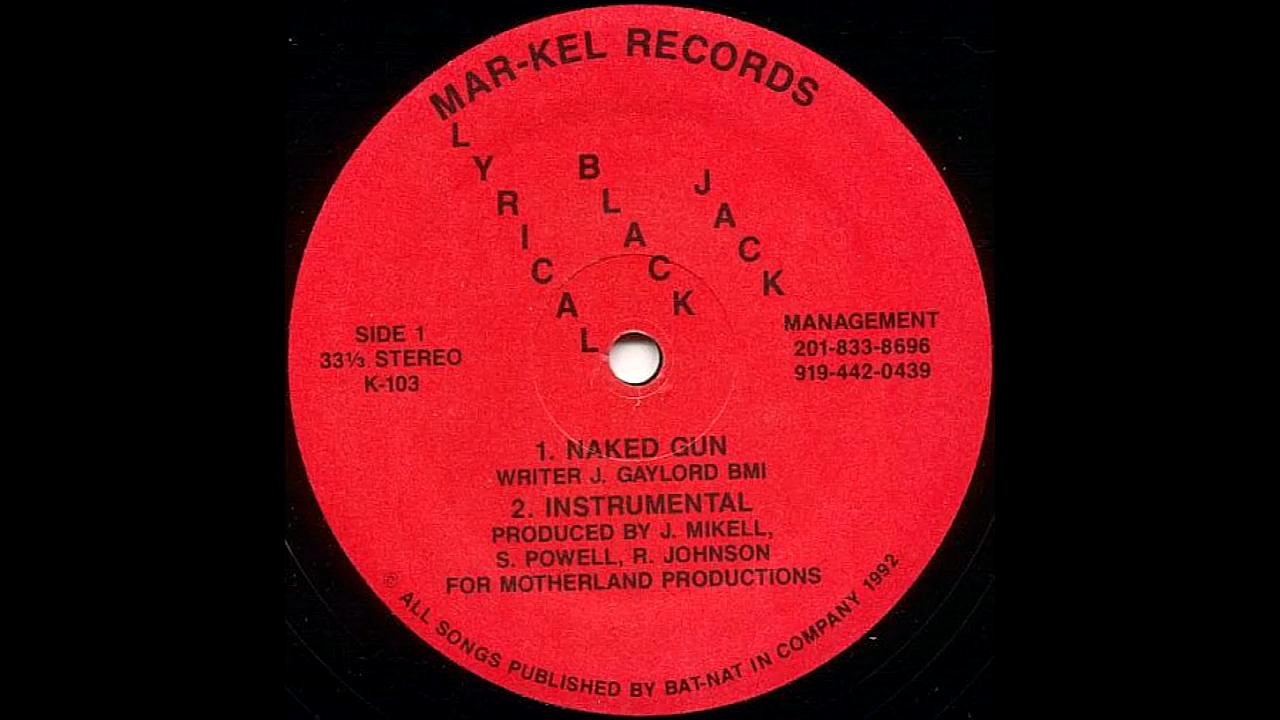 MAR-KEL RECORDS
LYRICAL
BLACK
JACK
SIDE 1
33⅓ STEREO
K-103
MANAGEMENT
201-833-8696
919-442-0439
1. NAKED GUN
WRITER J. GAYLORD BMI
2. INSTRUMENTAL
PRODUCED BY J. MIKELL,
S. POWELL, R. JOHNSON
FOR MOTHERLAND PRODUCTIONS
℗ ALL SONGS PUBLISHED BY BAT-NAT IN COMPANY 1992